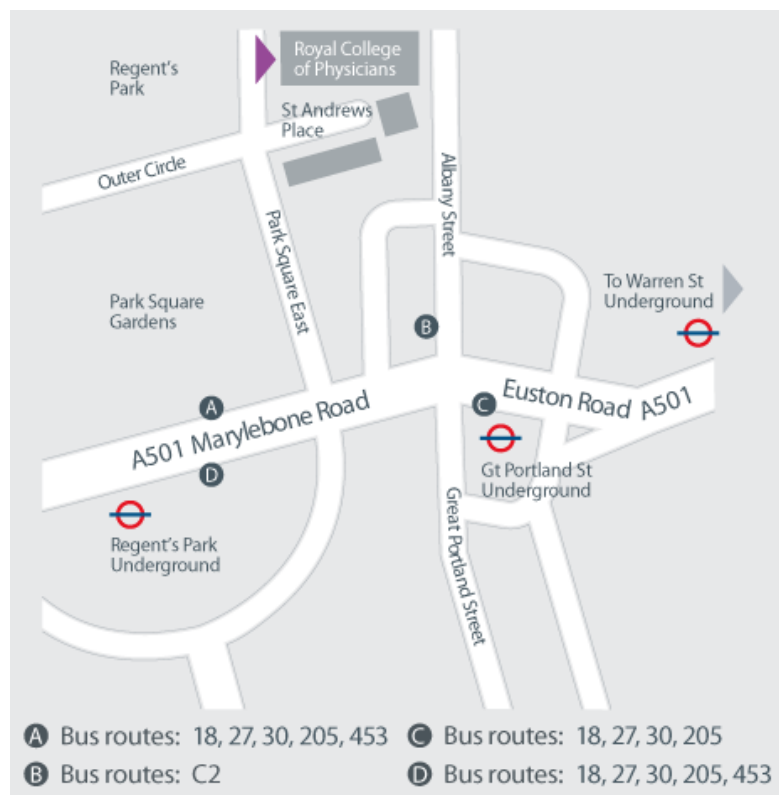 Royal College
of Physicians
Regent's
Park
St Andrews
Place
Outer Circle
Albany Street
Park Square East
To Warren St
Underground
Park Square
Gardens
B
A
C
Euston Road A501
A501 Marylebone Road
D
Gt Portland St
Underground
Great Portland Street
Regent's Park
Underground
A Bus routes: 18, 27, 30, 205, 453
C Bus routes: 18, 27, 30, 205
B Bus routes: C2
D Bus routes: 18, 27, 30, 205, 453